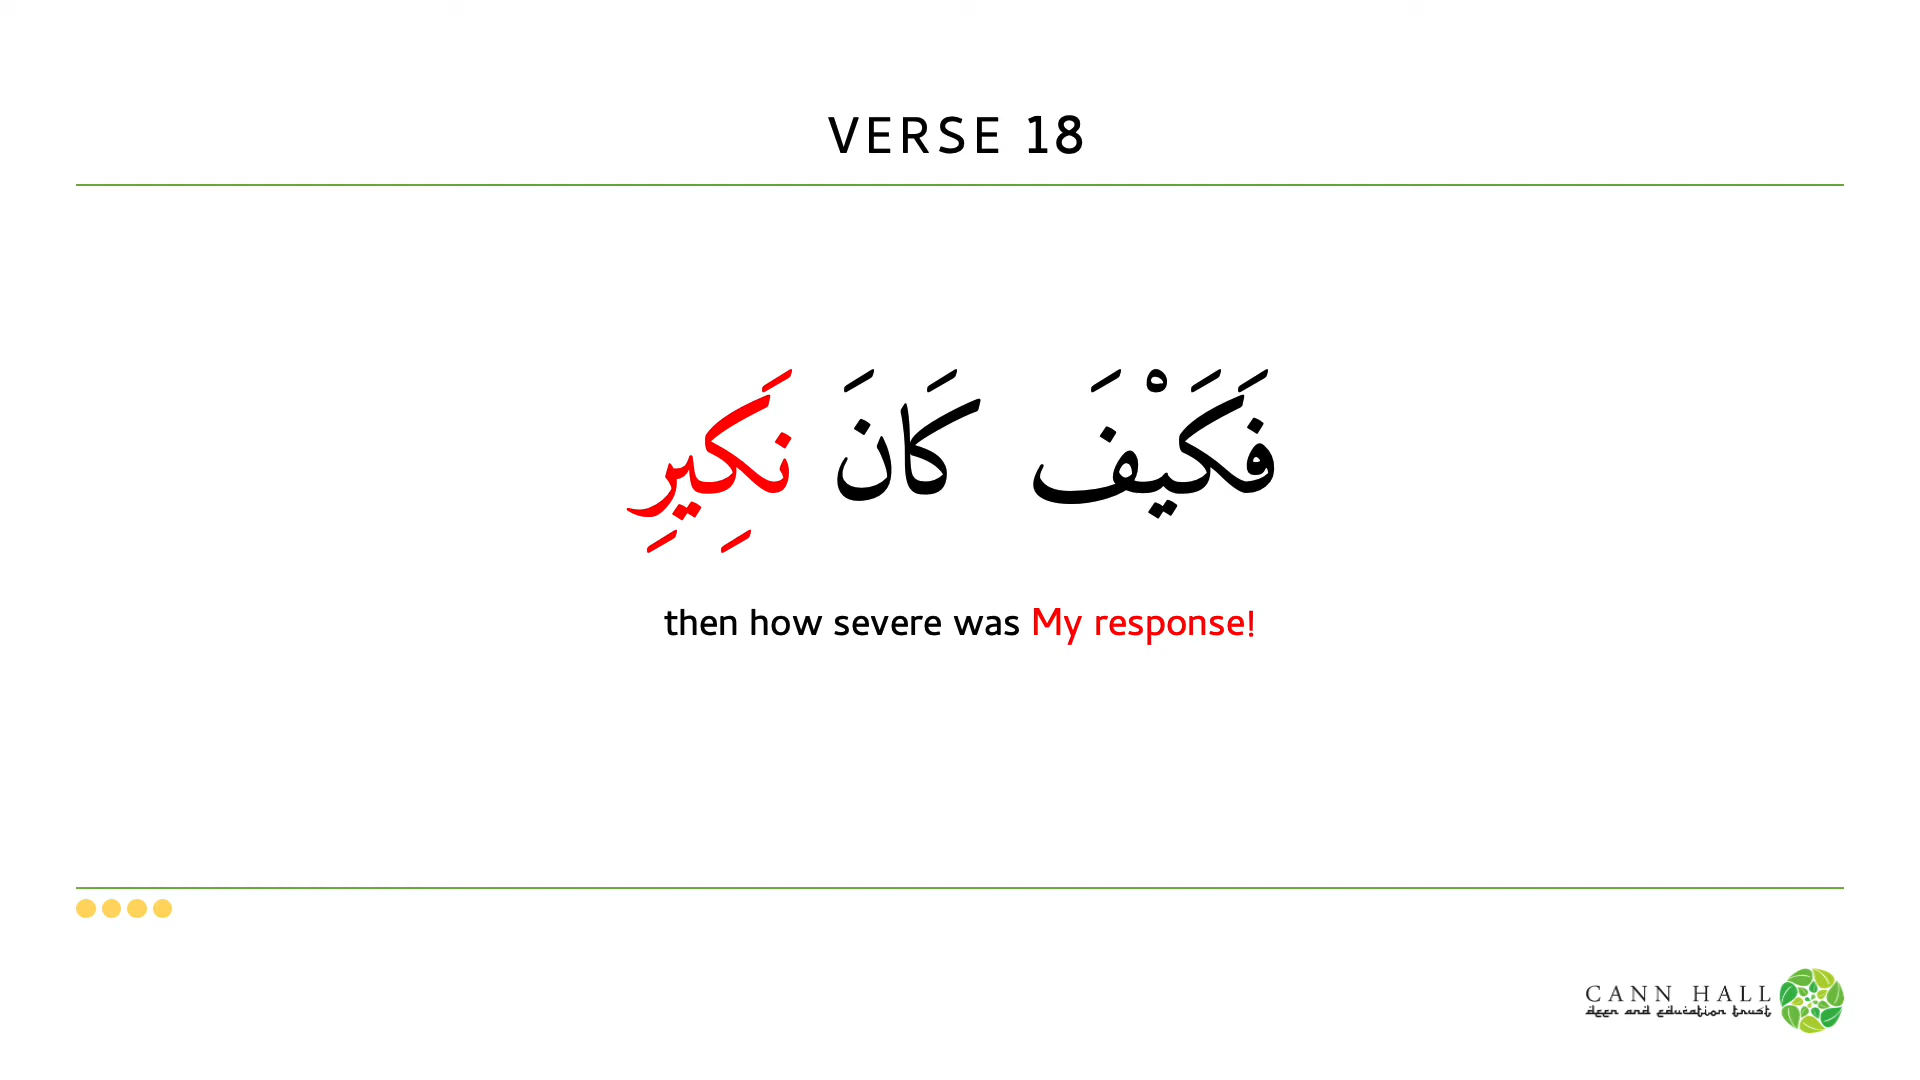 VERSE 18
فَكَيْفَ كَانَ نَكِيرِ
then how severe was My response!
CANN HALL
deen and education trust